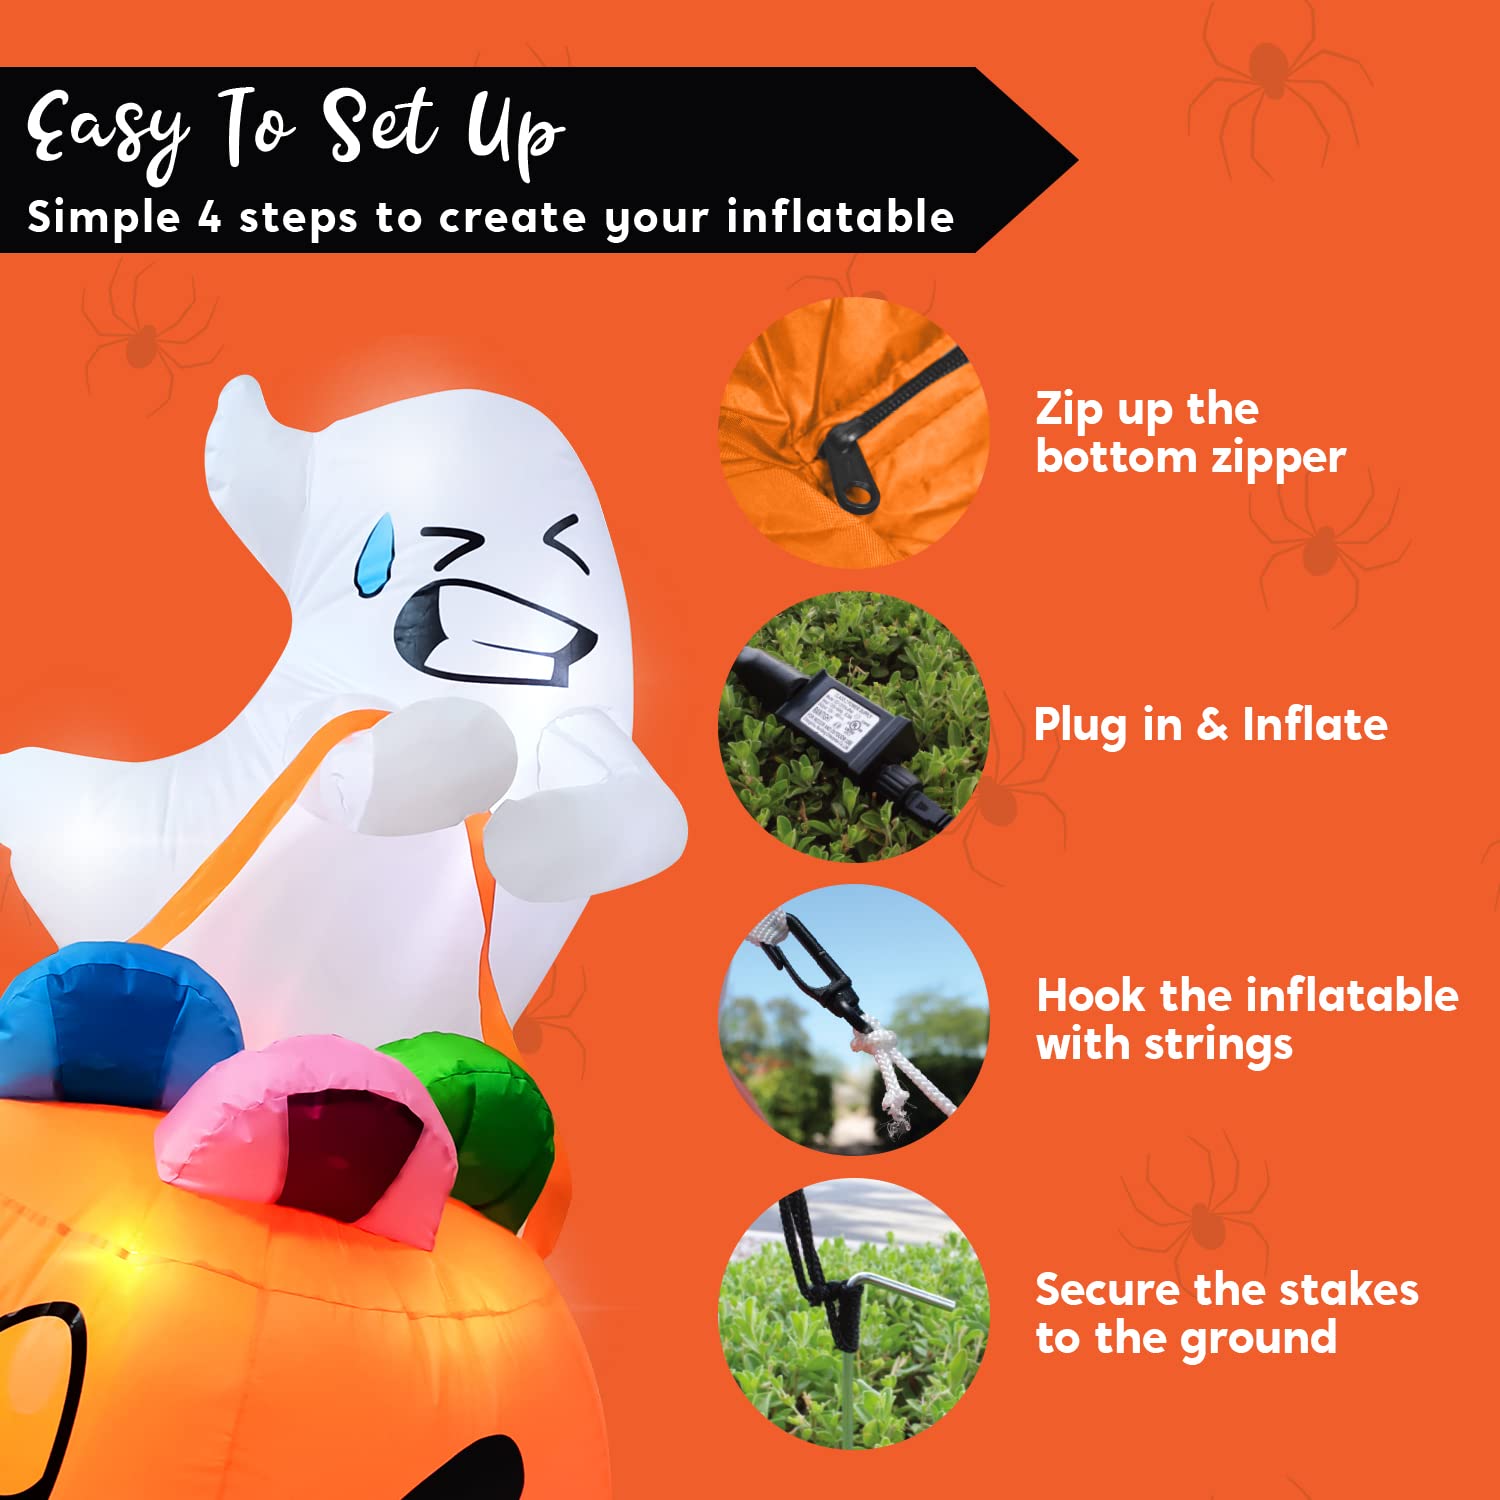 Easy To Set Up
Simple 4 steps to create your inflatable
Zip up the
bottom zipper
Plug in & Inflate
Hook the inflatable
with strings
Secure the stakes
to the ground